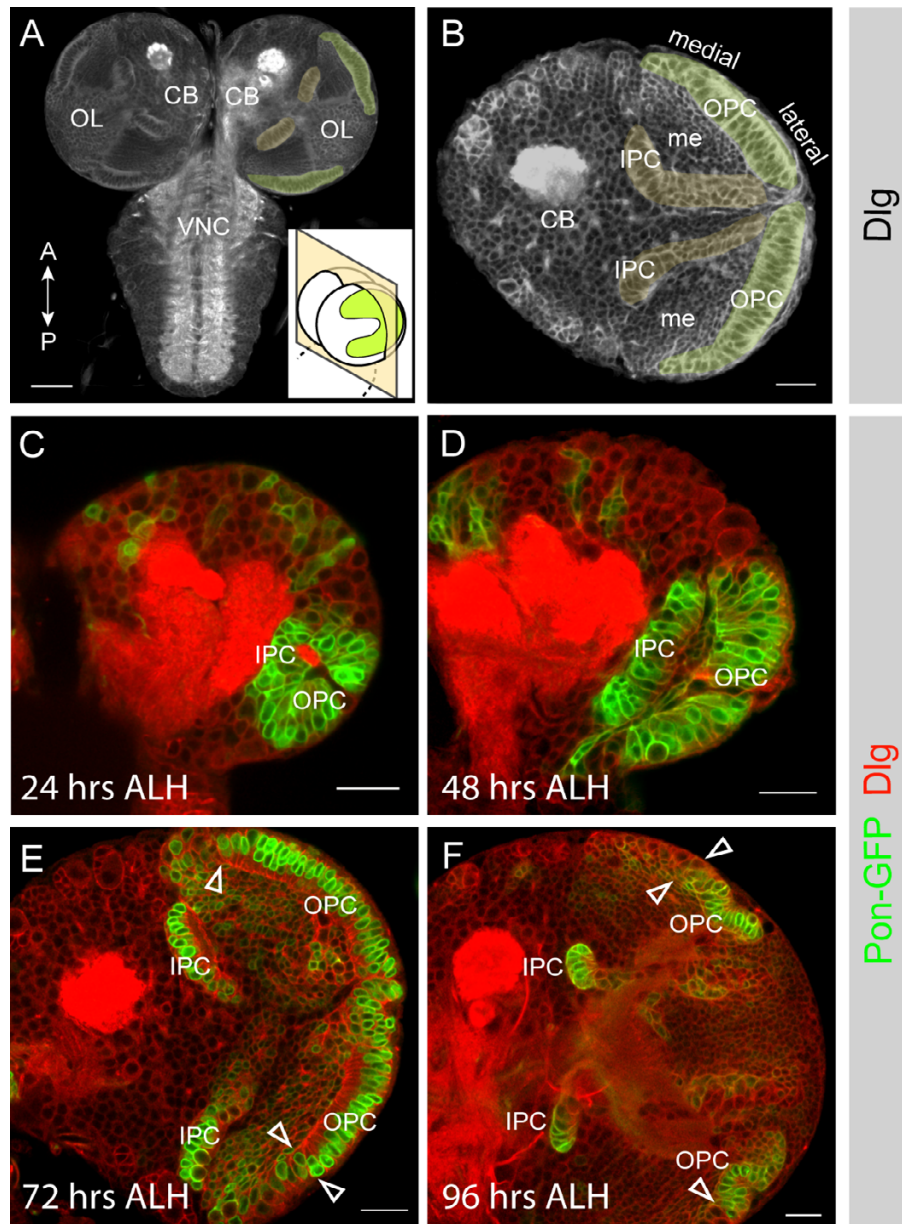 A
CB
CB
OL
OL
VNC
A
P
B
medial
OPC
lateral
me
IPC
CB
IPC
OPC
me
Dlg
C
IPC
OPC
24 hrs ALH
D
IPC
OPC
48 hrs ALH
E
OPC
IPC
IPC
OPC
72 hrs ALH
F
OPC
IPC
IPC
OPC
96 hrs ALH
Pon-GFP Dlg